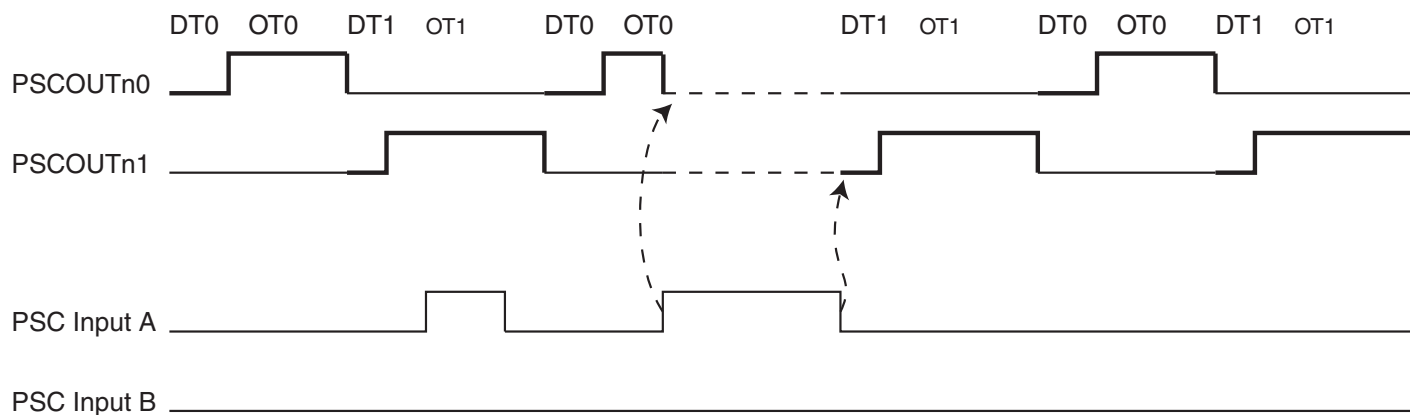 DT0 OT0 DT1 OT1 DT0 OT0 DT1 OT1 DT0 OT0 DT1 OT1
PSCOUTn0
PSCOUTn1
PSC Input A
PSC Input B